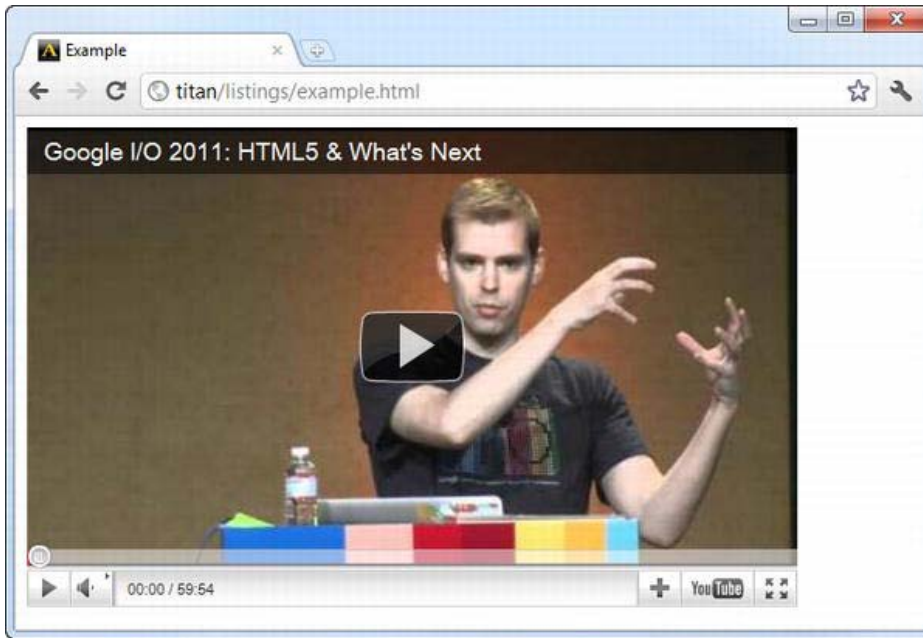 Example
titan/listings/example.html
Google I/O 2011: HTML5 & What's Next
00:00 / 59:54
YouTube